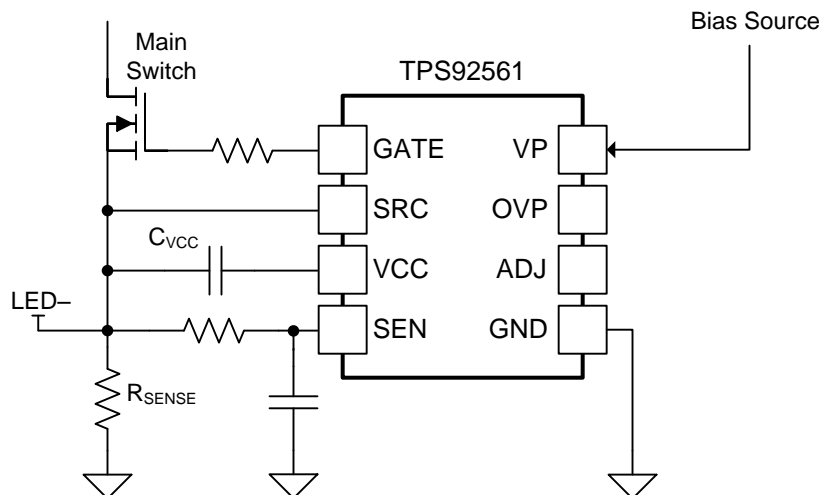 Bias Source
Main
Switch
TPS92561
GATE
VP
SRC
OVP
CVCC
VCC
ADJ
LED–
SEN
GND
RSENSE